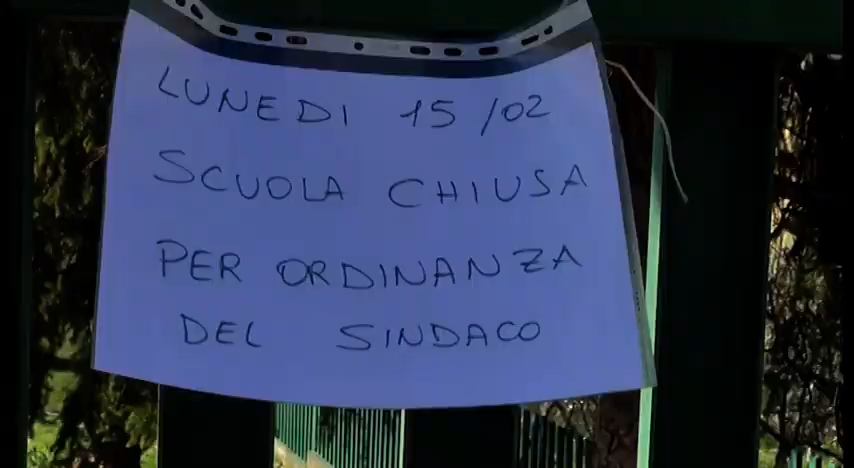 LUNEDI 15/02
SCUOLA CHIUSA
PER ORDINANZA
DEL SINDACO